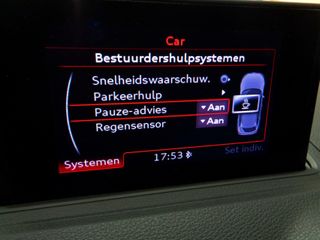 Car
Bestuurdershulpsystemen
Snelheidswaarschuw.
Parkeerhulp
Pauze-advies Aan
Regensensor Aan
Systemen 17:53 Set indiv.